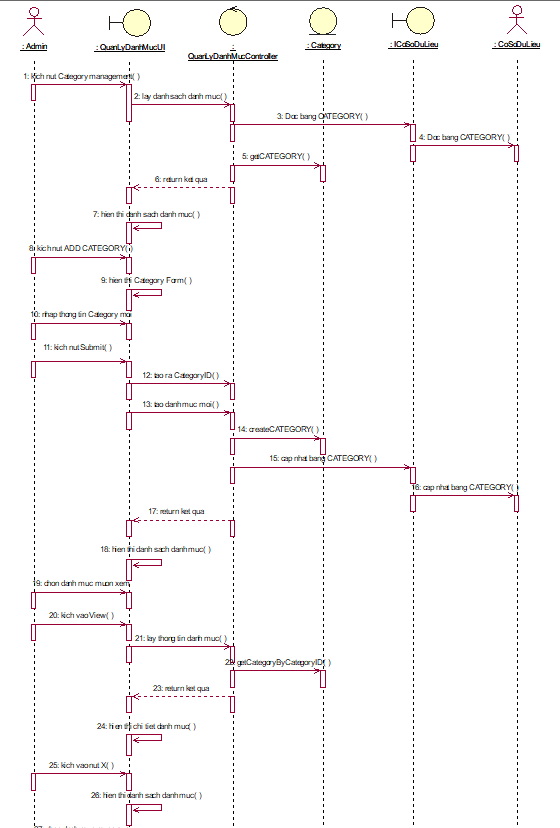 : Admin
: QuanLyDanhMucUI
:
QuanLyDanhMucController
: Category
: ICoSoDuLieu
: CoSoDuLieu
1: kich nut Category management( )
2: lay danh sach danh muc( )
3: Doc bang CATEGORY( )
4: Doc bang CATEGORY( )
5: getCATEGORY( )
6: return ket qua
7: hien thi danh sach danh muc( )
8: kich nut ADD CATEGORY( )
9: hien thi Category Form( )
10: nhap thong tin Category moi
11: kich nut Submit( )
12: tao ra CategoryID( )
13: tao danh muc moi( )
14: createCATEGORY( )
15: cap nhat bang CATEGORY( )
16: cap nhat bang CATEGORY( )
17: return ket qua
18: hien thi danh sach danh muc( )
19: chon danh muc muon xem
20: kich vao View( )
21: lay thong tin danh muc( )
22: getCategoryByCategoryID( )
23: return ket qua
24: hien thi chi tiet danh muc( )
25: kich vao nut X( )
26: hien thi danh sach danh muc( )